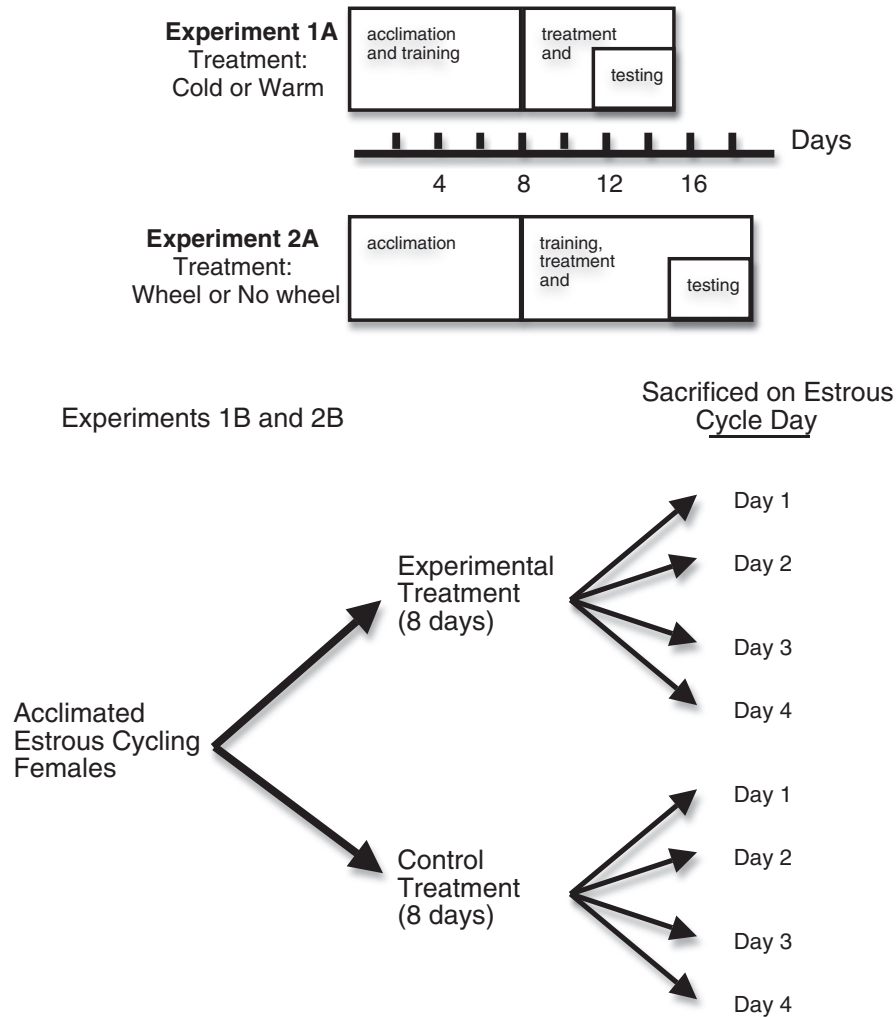 Experiment 1A
Treatment:
Cold or Warm
acclimation
and training
treatment
and
testing
Days
4 8 12 16
Experiment 2A
Treatment:
Wheel or No wheel
acclimation
training,
treatment
and
testing
Experiments 1B and 2B
Sacrificed on Estrous
Cycle Day
Acclimated
Estrous Cycling
Females
Experimental
Treatment
(8 days)
Day 1
Day 2
Day 3
Day 4
Control
Treatment
(8 days)
Day 1
Day 2
Day 3
Day 4